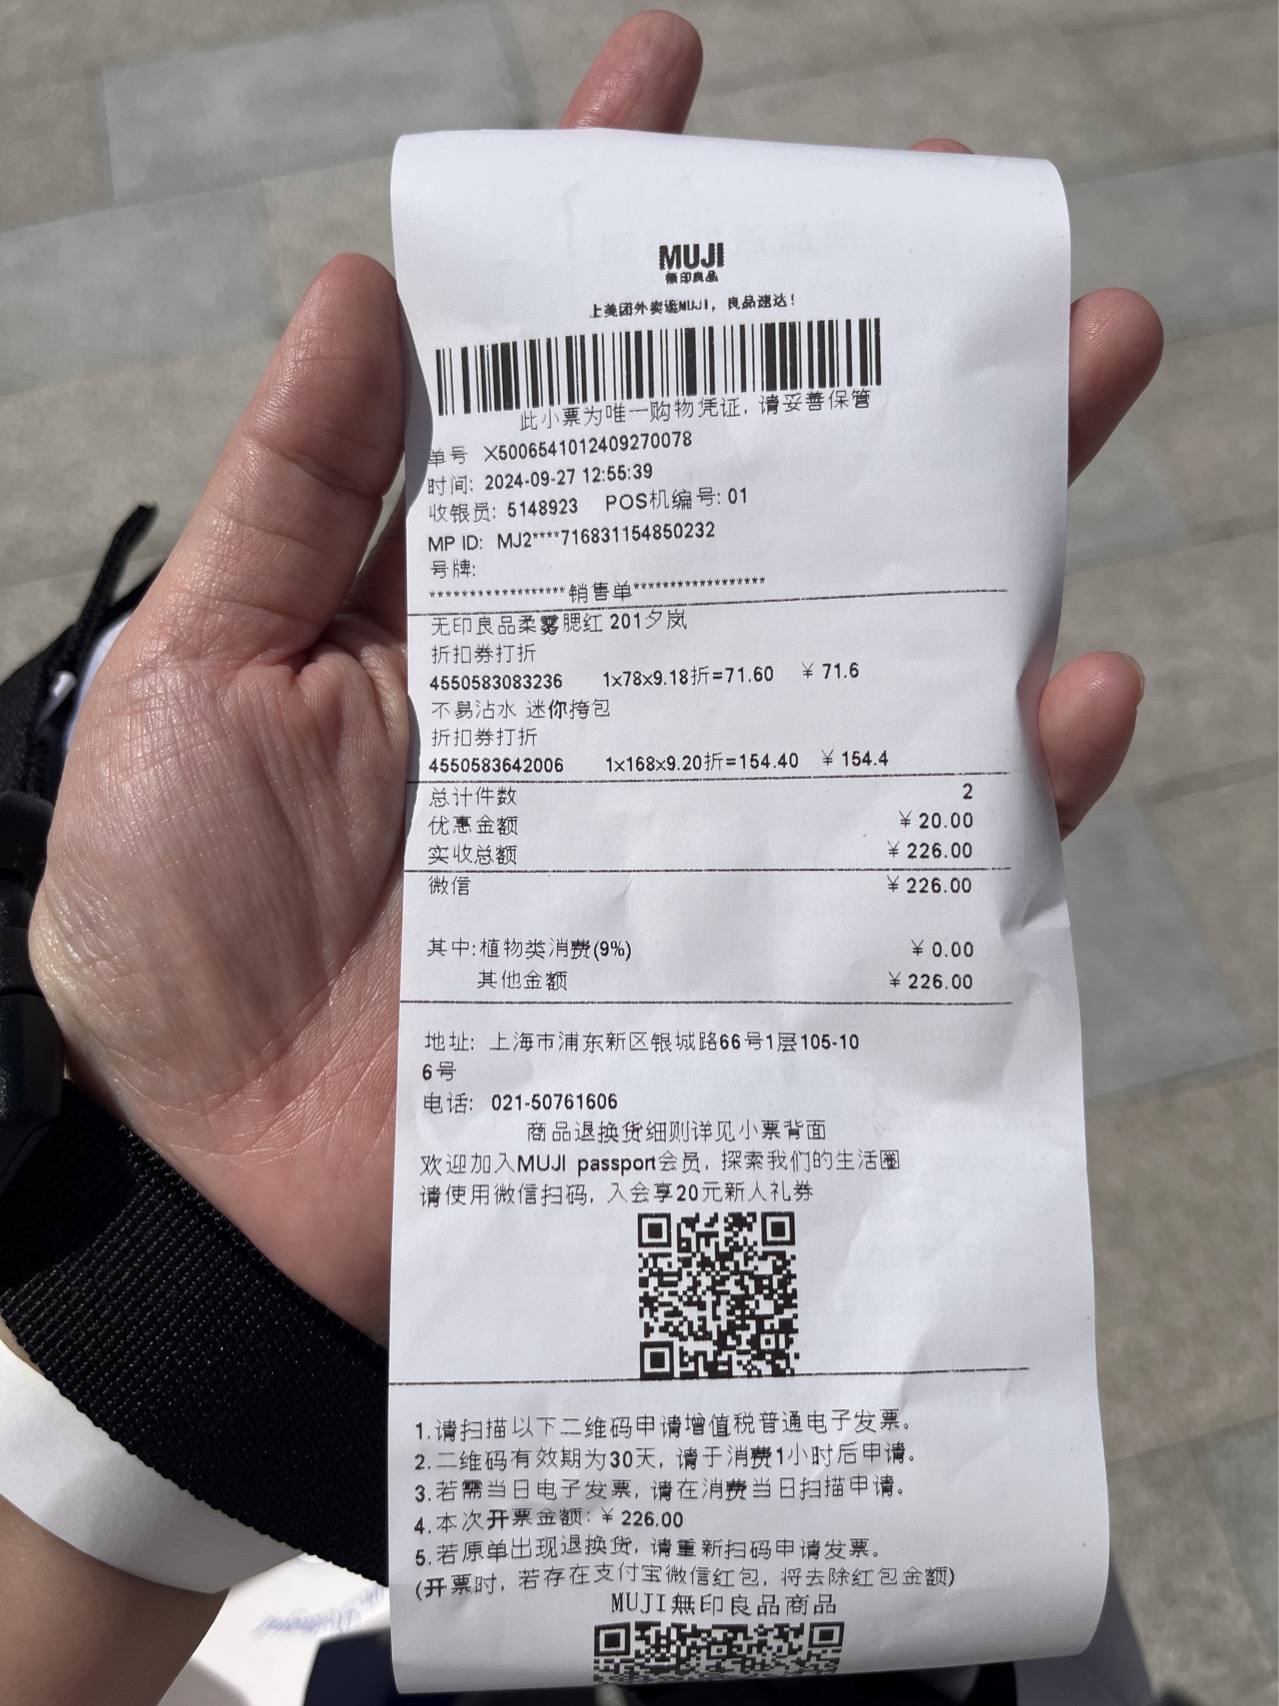 MUJI
無印良品
上美团外卖逛MUJI，良品速达！
此小票为唯一购物凭证，请妥善保管
单号 X5006541012409270078
时间: 2024-09-27 12:55:39
收银员: 5148923 POS机编号: 01
MP ID: MJ2****716831154850232
号牌:
******************销售单******************
无印良品柔雾腮红 201夕岚
折扣券打折
4550583083236 1x78x9.18折=71.60 ￥71.6
不易沾水 迷你挎包
折扣券打折
4550583642006 1x168x9.20折=154.40 ￥154.4
总计件数 2
优惠金额 ￥20.00
实收总额 ￥226.00
微信 ￥226.00
其中:植物类消费(9%) ￥0.00
其他金额 ￥226.00
地址: 上海市浦东新区银城路66号1层105-10
6号
电话: 021-50761606
商品退换货细则详见小票背面
欢迎加入MUJI passport会员, 探索我们的生活圈
请使用微信扫码, 入会享20元新人礼券
1.请扫描以下二维码申请增值税普通电子发票。
2.二维码有效期为30天, 请于消费1小时后申请。
3.若需当日电子发票, 请在消费当日扫描申请。
4.本次开票金额:￥226.00
5.若原单出现退换货, 请重新扫码申请发票。
(开票时, 若存在支付宝微信红包, 将去除红包金额)
MUJI無印良品商品